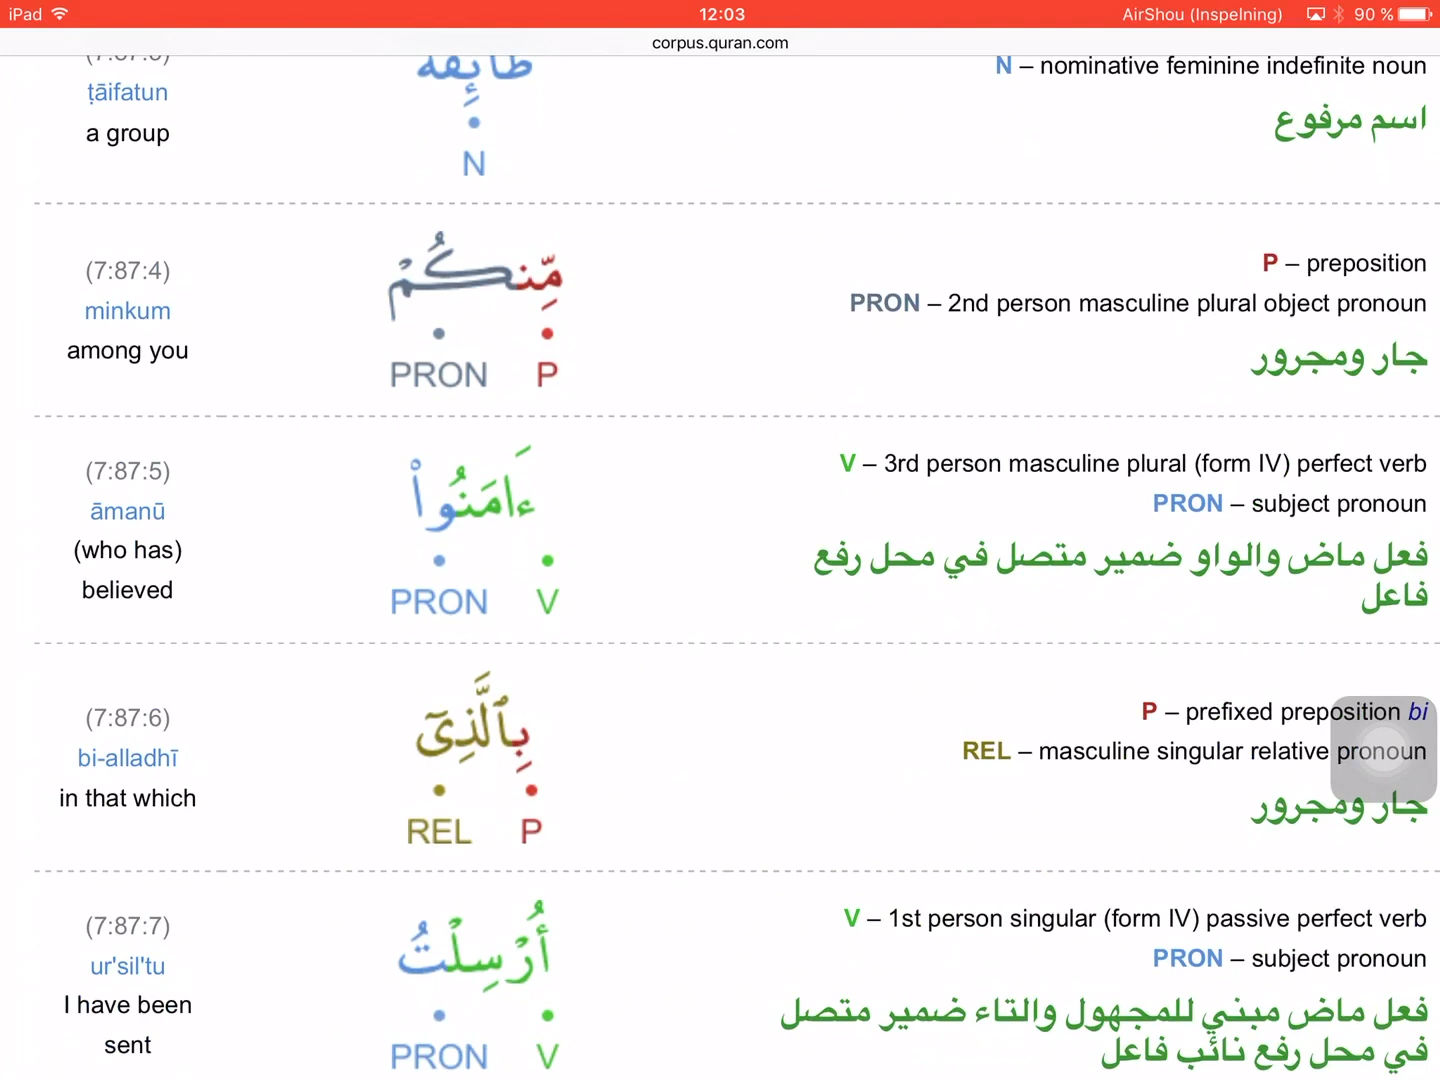 iPad 12:03 AirShou (Inspelning) 90 %
corpus.quran.com
ṭāifatun
a group
طَآئِفَةٌ
N
N – nominative feminine indefinite noun
اسم مرفوع
(7:87:4)
minkum
among you
مِّنكُمْ
PRON P
P – preposition
PRON – 2nd person masculine plural object pronoun
جار ومجرور
(7:87:5)
āmanū
(who has)
believed
ءَامَنُوا۟
PRON V
V – 3rd person masculine plural (form IV) perfect verb
PRON – subject pronoun
فعل ماض والواو ضمير متصل في محل رفع
فاعل
(7:87:6)
bi-alladhī
in that which
بِٱلَّذِىٓ
REL P
P – prefixed preposition bi
REL – masculine singular relative pronoun
جار ومجرور
(7:87:7)
ur'sil'tu
I have been
sent
أُرْسِلْتُ
PRON V
V – 1st person singular (form IV) passive perfect verb
PRON – subject pronoun
فعل ماض مبني للمجهول والتاء ضمير متصل
في محل رفع نائب فاعل